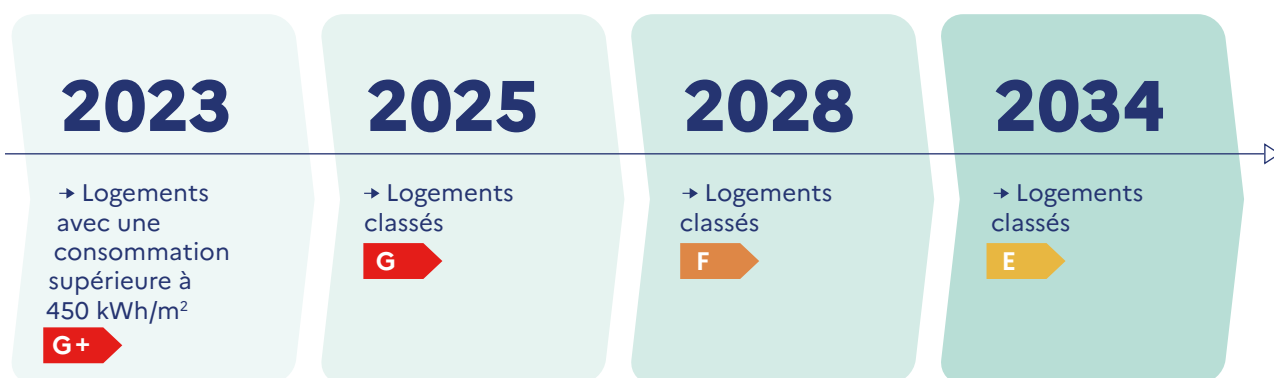 2023
→ Logements
avec une
consommation
supérieure à
450 kWh/m²
G+
2025
→ Logements
classés
G
2028
→ Logements
classés
F
2034
→ Logements
classés
E